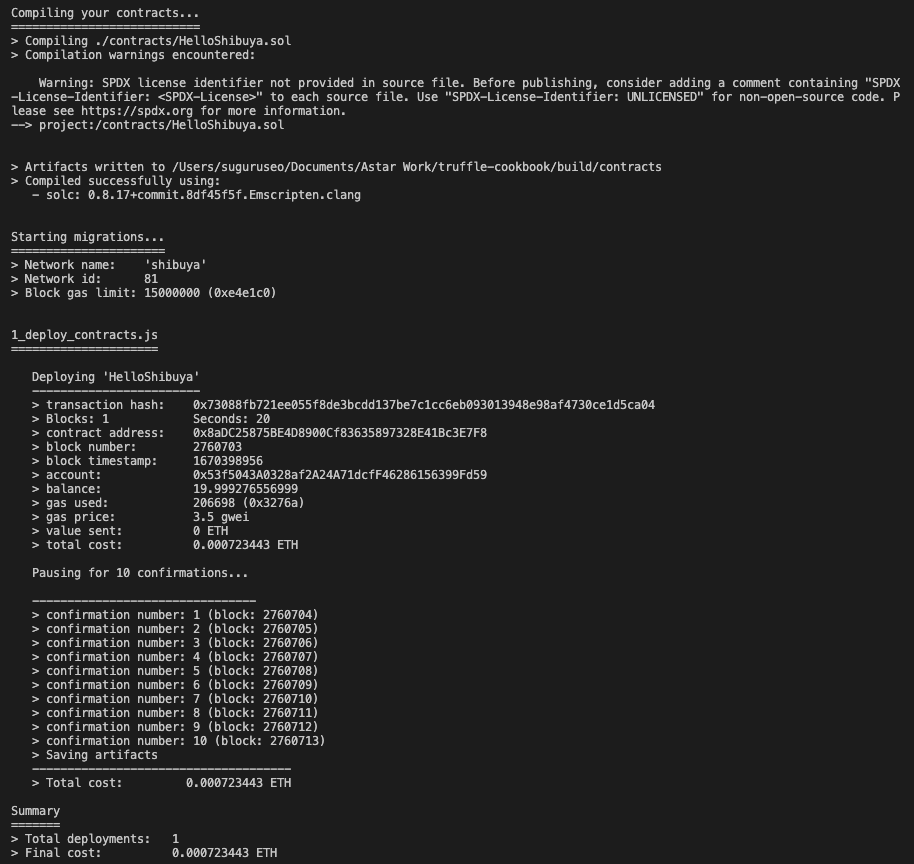 Compiling your contracts...
===========================
> Compiling ./contracts/HelloShibuya.sol
> Compilation warnings encountered:
Warning: SPDX license identifier not provided in source file. Before publishing, consider adding a comment containing "SPDX
-License-Identifier: <SPDX-License>" to each source file. Use "SPDX-License-Identifier: UNLICENSED" for non-open-source code. P
lease see https://spdx.org for more information.
--> project:/contracts/HelloShibuya.sol
> Artifacts written to /Users/suguruseo/Documents/Astar Work/truffle-cookbook/build/contracts
> Compiled successfully using:
- solc: 0.8.17+commit.8df45f5f.Emscripten.clang
Starting migrations...
======================
> Network name: 'shibuya'
> Network id: 81
> Block gas limit: 15000000 (0xe4e1c0)
1_deploy_contracts.js
=====================
Deploying 'HelloShibuya'
------------------------
> transaction hash: 0x73088fb721ee055f8de3bcdd137be7c1cc6eb093013948e98af4730ce1d5ca04
> Blocks: 1 Seconds: 20
> contract address: 0x8aDC25875BE4D8900Cf83635897328E41Bc3E7F8
> block number: 2760703
> block timestamp: 1670398956
> account: 0x53f5043A0328af2A24A71dcfF46286156399Fd59
> balance: 19.999276556999
> gas used: 206698 (0x3276a)
> gas price: 3.5 gwei
> value sent: 0 ETH
> total cost: 0.000723443 ETH
Pausing for 10 confirmations...
--------------------------------
> confirmation number: 1 (block: 2760704)
> confirmation number: 2 (block: 2760705)
> confirmation number: 3 (block: 2760706)
> confirmation number: 4 (block: 2760707)
> confirmation number: 5 (block: 2760708)
> confirmation number: 6 (block: 2760709)
> confirmation number: 7 (block: 2760710)
> confirmation number: 8 (block: 2760711)
> confirmation number: 9 (block: 2760712)
> confirmation number: 10 (block: 2760713)
> Saving artifacts
-------------------------------------
> Total cost: 0.000723443 ETH
Summary
=======
> Total deployments: 1
> Final cost: 0.000723443 ETH